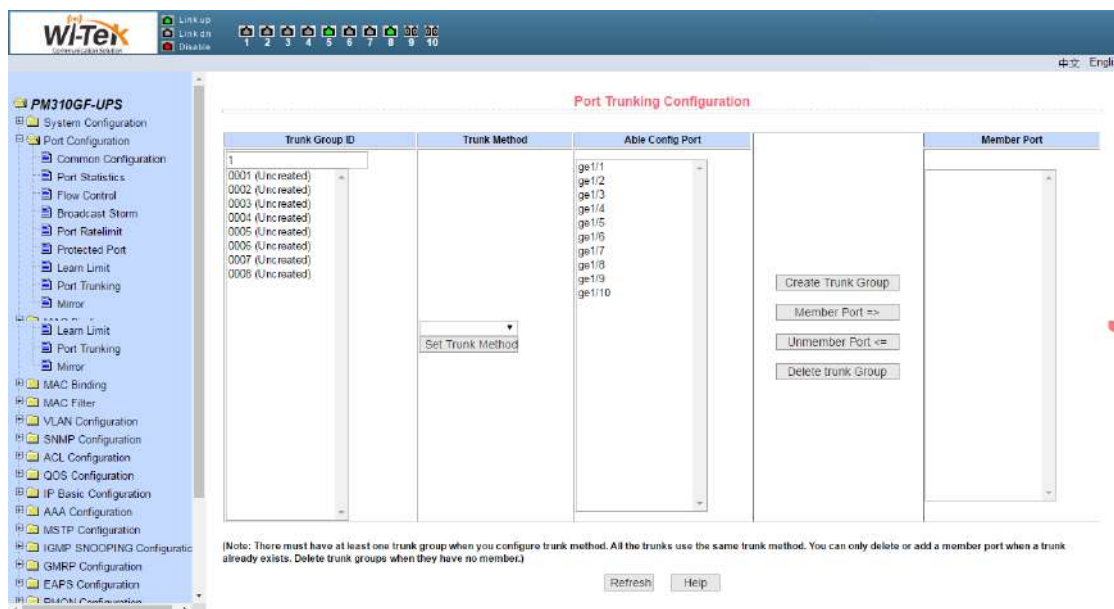 Wi-Tek
Communication Solution
Link up
Link dn
Disable
1 2 3 4 5 6 7 8 9 10
中文 Engli
PM310GF-UPS
System Configuration
Port Configuration
Common Configuration
Port Statistics
Flow Control
Broadcast Storm
Port Ratelimit
Protected Port
Learn Limit
Port Trunking
Mirror
Learn Limit
Port Trunking
Mirror
MAC Binding
MAC Filter
VLAN Configuration
SNMP Configuration
ACL Configuration
QOS Configuration
IP Basic Configuration
AAA Configuration
MSTP Configuration
IGMP SNOOPING Configuratic
GMRP Configuration
EAPS Configuration
RMON Configuration
Port Trunking Configuration
Trunk Group ID Trunk Method Able Config Port Member Port
1
0001 (Uncreated)
0002 (Uncreated)
0003 (Uncreated)
0004 (Uncreated)
0005 (Uncreated)
0006 (Uncreated)
0007 (Uncreated)
0008 (Uncreated)
Set Trunk Method
ge1/1
ge1/2
ge1/3
ge1/4
ge1/5
ge1/6
ge1/7
ge1/8
ge1/9
ge1/10
Create Trunk Group
Member Port =>
Unmember Port <=
Delete trunk Group
(Note: There must have at least one trunk group when you configure trunk method. All the trunks use the same trunk method. You can only delete or add a member port when a trunk
already exists. Delete trunk groups when they have no member.)
Refresh Help